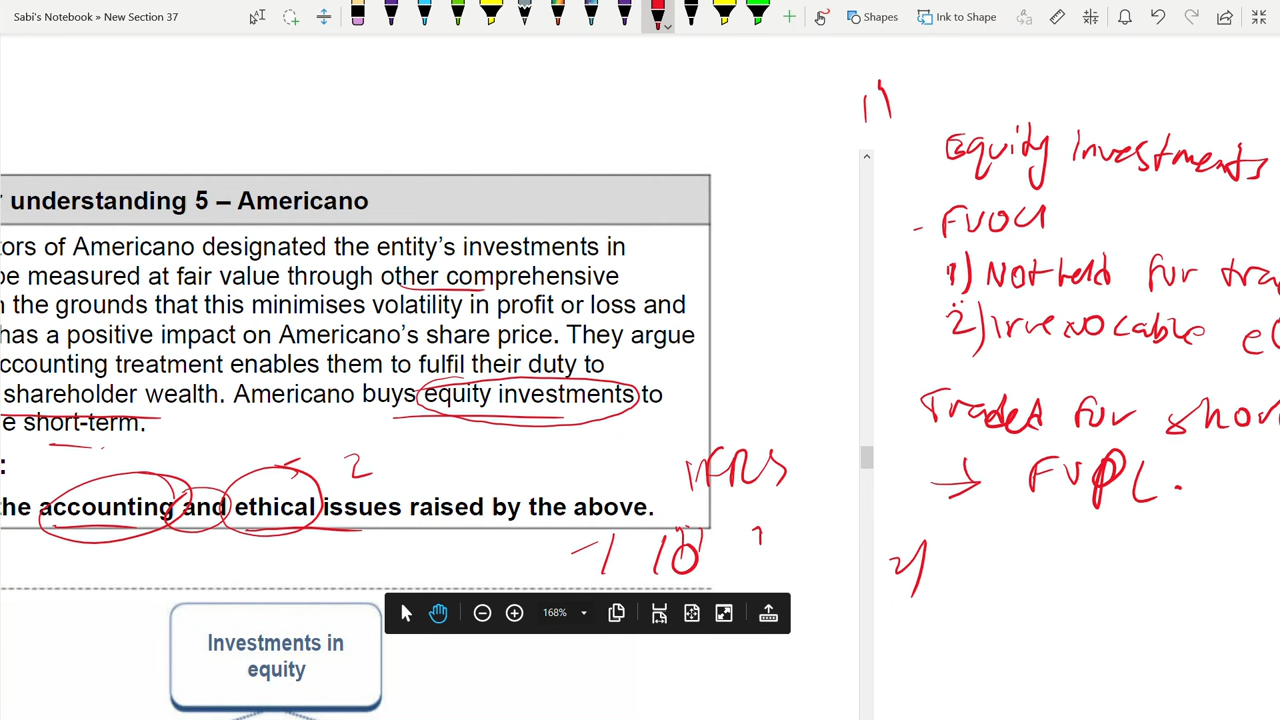 Sabi's Notebook » New Section 37
Shapes
Ink to Shape
understanding 5 – Americano
tors of Americano designated the entity's investments in
be measured at fair value through other comprehensive
n the grounds that this minimises volatility in profit or loss and
has a positive impact on Americano's share price. They argue
ccounting treatment enables them to fulfil their duty to
shareholder wealth. Americano buys equity investments to
e short-term.
:
the accounting and ethical issues raised by the above.
2
IFRS
168%
Investments in
equity
1)
Equity Investments
- FVOCI
1) Not held for trad
2) irrevocable el
Traded for shor
→ FVPL.
2)